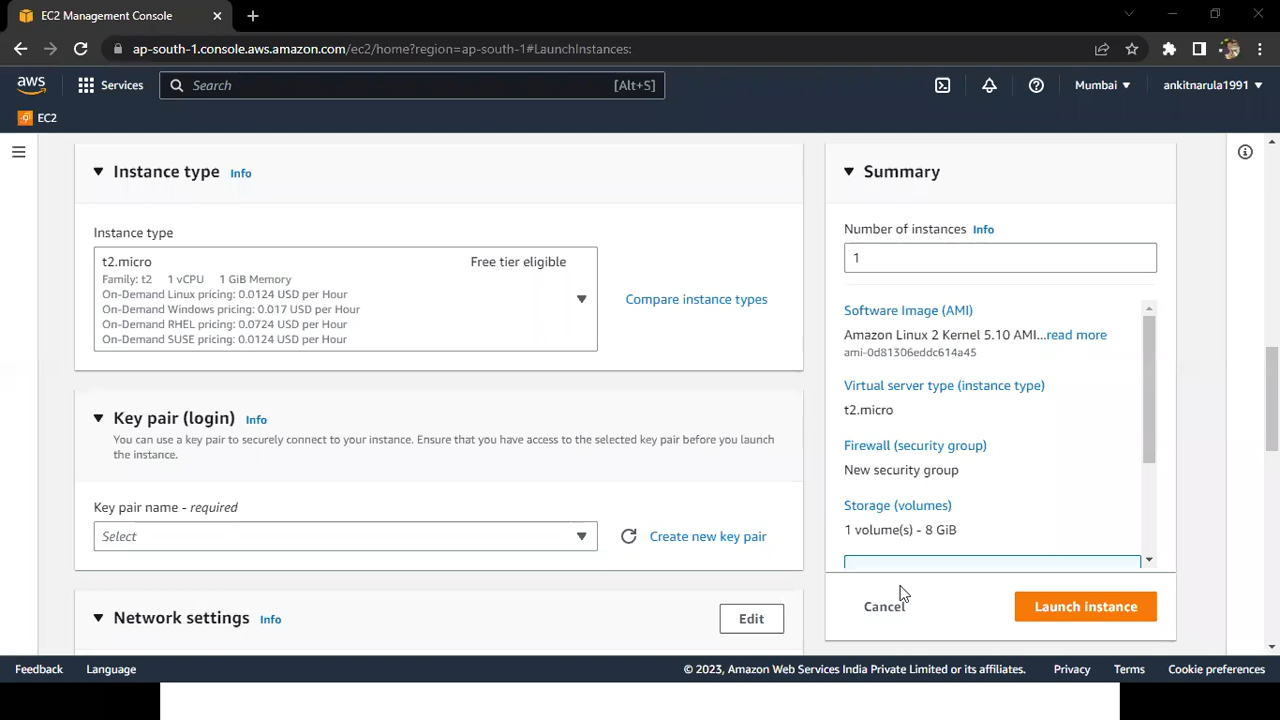 EC2 Management Console
ap-south-1.console.aws.amazon.com/ec2/home?region=ap-south-1#LaunchInstances:
aws
Services
Search
[Alt+S]
Mumbai
ankitnarula1991
EC2
Instance type Info
Instance type
t2.micro
Free tier eligible
Family: t2 1 vCPU 1 GiB Memory
On-Demand Linux pricing: 0.0124 USD per Hour
On-Demand Windows pricing: 0.017 USD per Hour
On-Demand RHEL pricing: 0.0724 USD per Hour
On-Demand SUSE pricing: 0.0124 USD per Hour
Compare instance types
Key pair (login) Info
You can use a key pair to securely connect to your instance. Ensure that you have access to the selected key pair before you launch
the instance.
Key pair name - required
Select
Create new key pair
Network settings Info
Edit
Summary
Number of instances Info
1
Software Image (AMI)
Amazon Linux 2 Kernel 5.10 AMI...read more
ami-0d81306eddc614a45
Virtual server type (instance type)
t2.micro
Firewall (security group)
New security group
Storage (volumes)
1 volume(s) - 8 GiB
Cancel
Launch instance
Feedback
Language
© 2023, Amazon Web Services India Private Limited or its affiliates.
Privacy
Terms
Cookie preferences